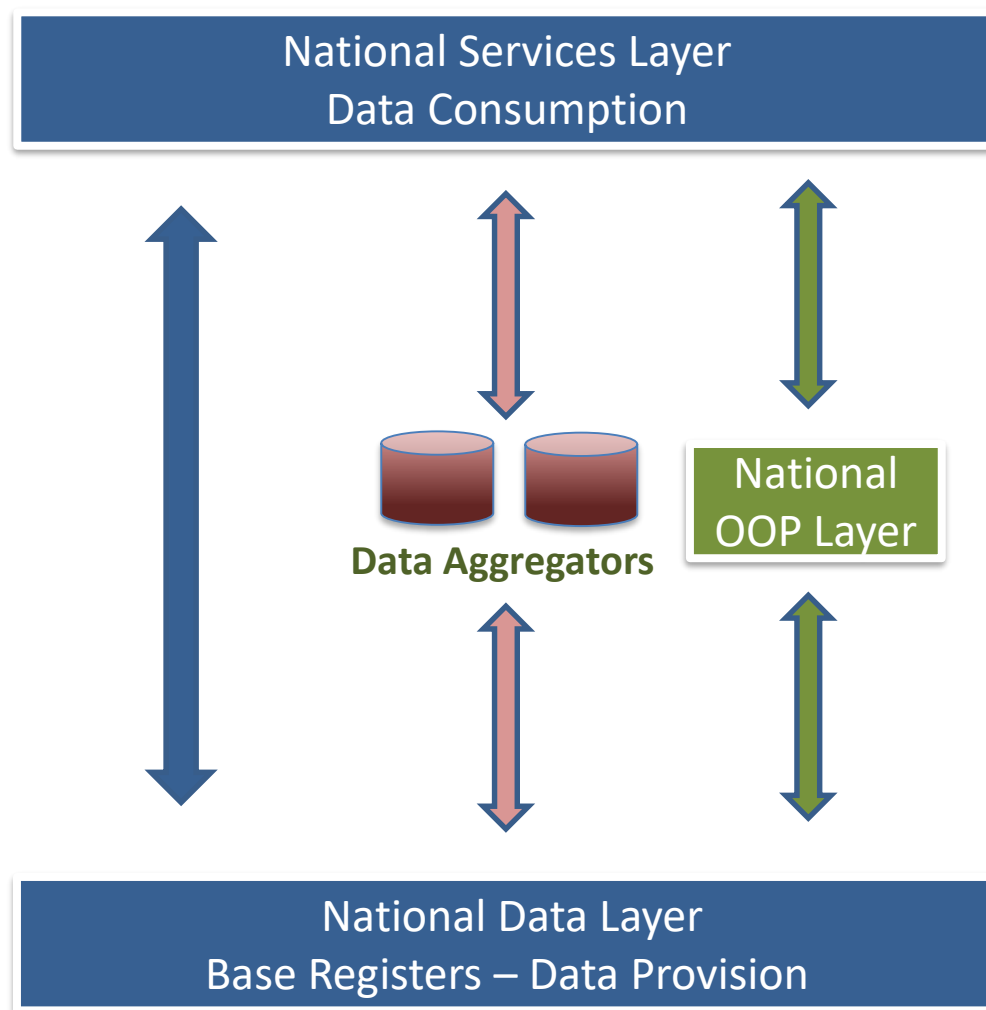 National Services Layer
Data Consumption
National
OOP Layer
Data Aggregators
National Data Layer
Base Registers – Data Provision